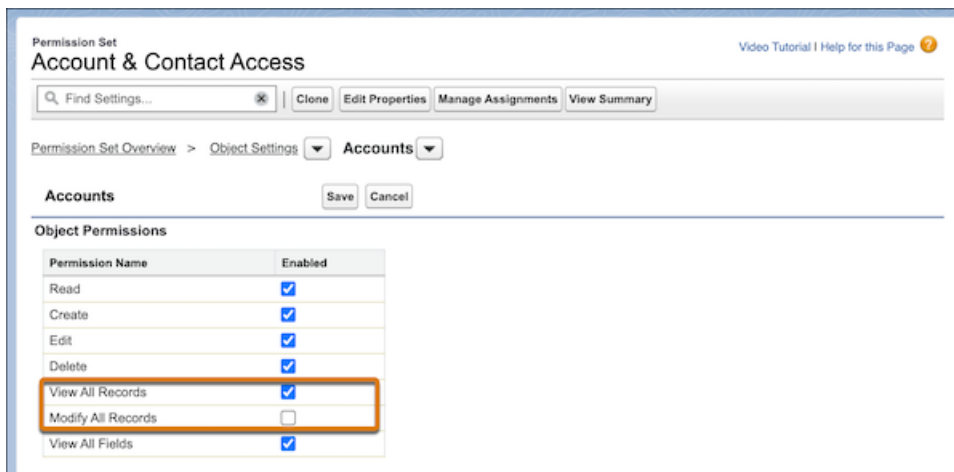 Permission Set
Account & Contact Access
Video Tutorial | Help for this Page
Find Settings...
Clone
Edit Properties
Manage Assignments
View Summary
Permission Set Overview > Object Settings Accounts
Accounts
Save
Cancel
Object Permissions
Permission Name Enabled
Read
Create
Edit
Delete
View All Records
Modify All Records
View All Fields